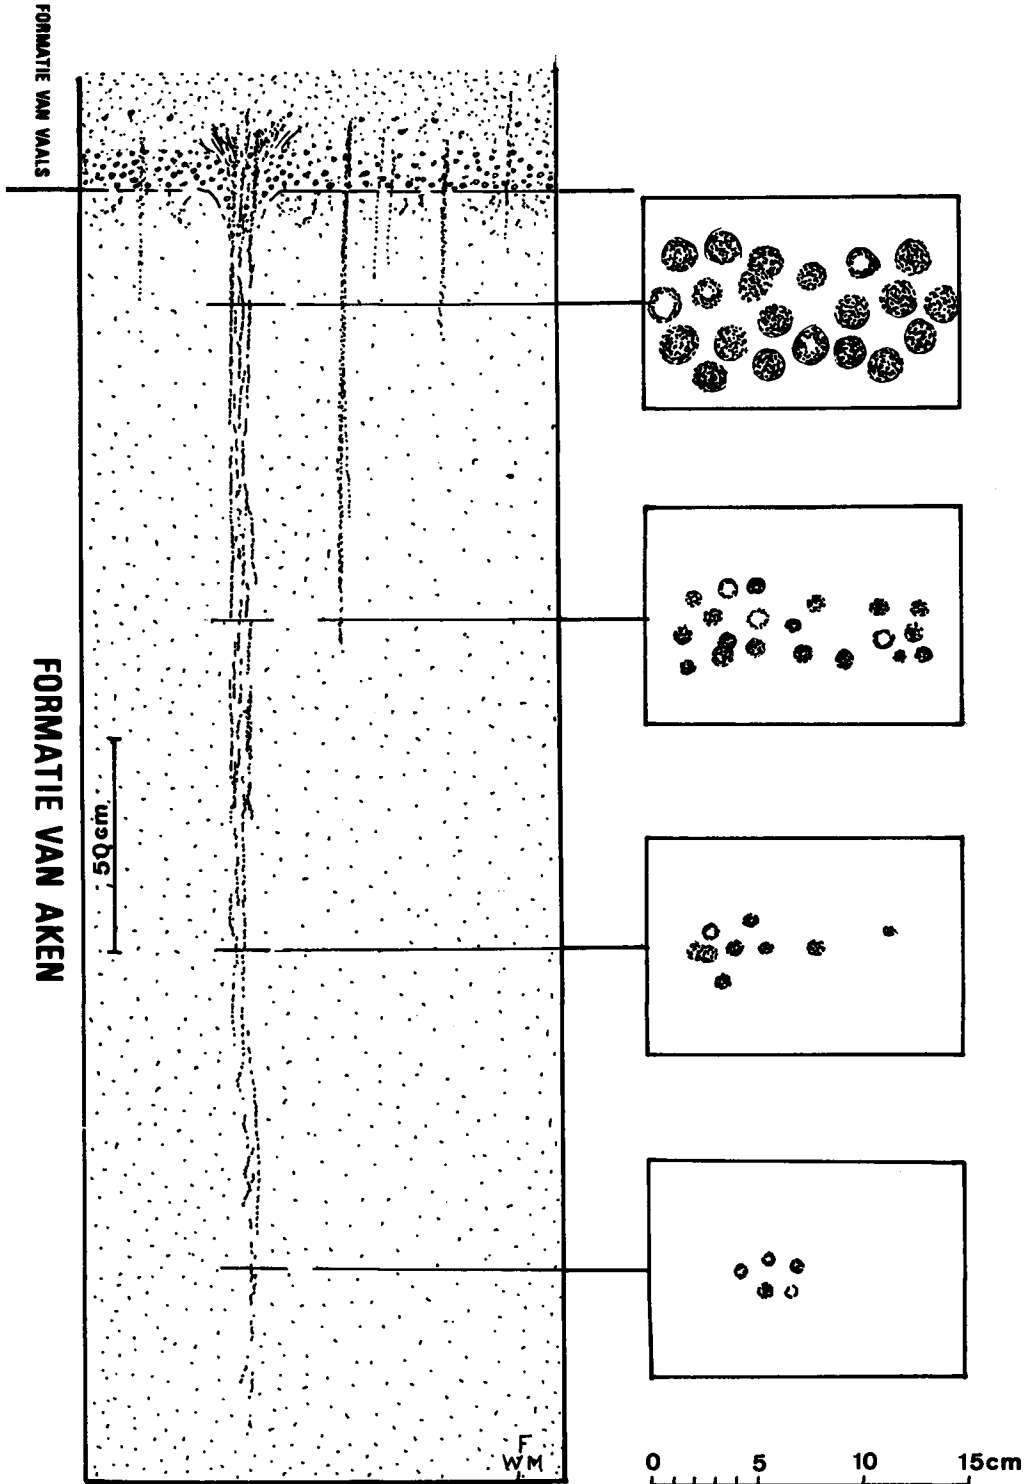 FORMATIE VAN VAALS
FORMATIE VAN AKEN
50cm
F
WM
0 5 10 15cm